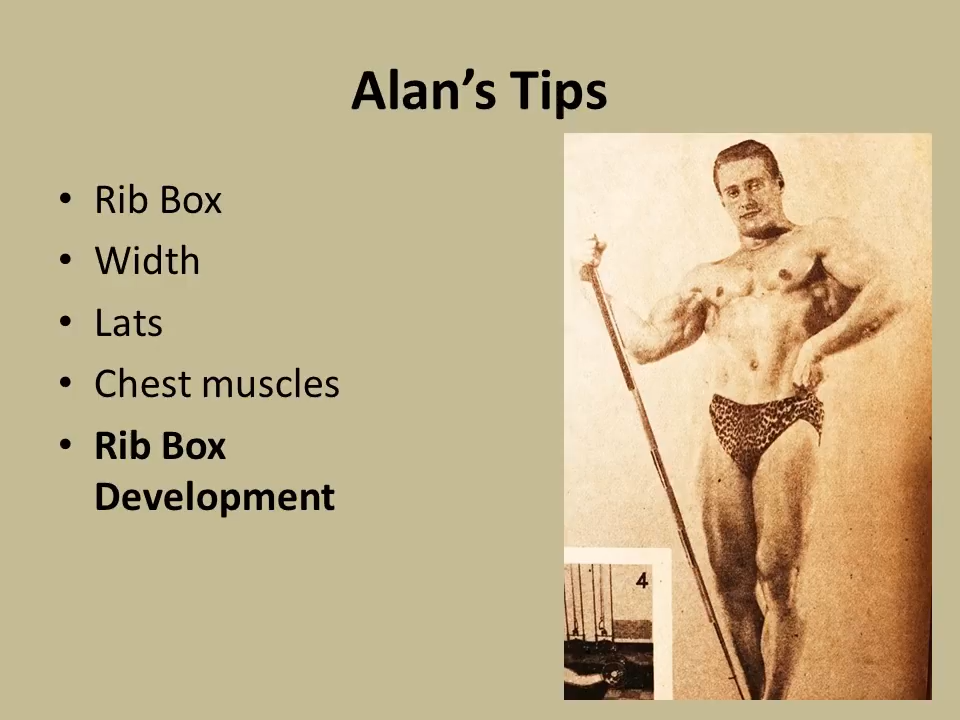 Alan’s Tips
• Rib Box
• Width
• Lats
• Chest muscles
• Rib Box
Development
4